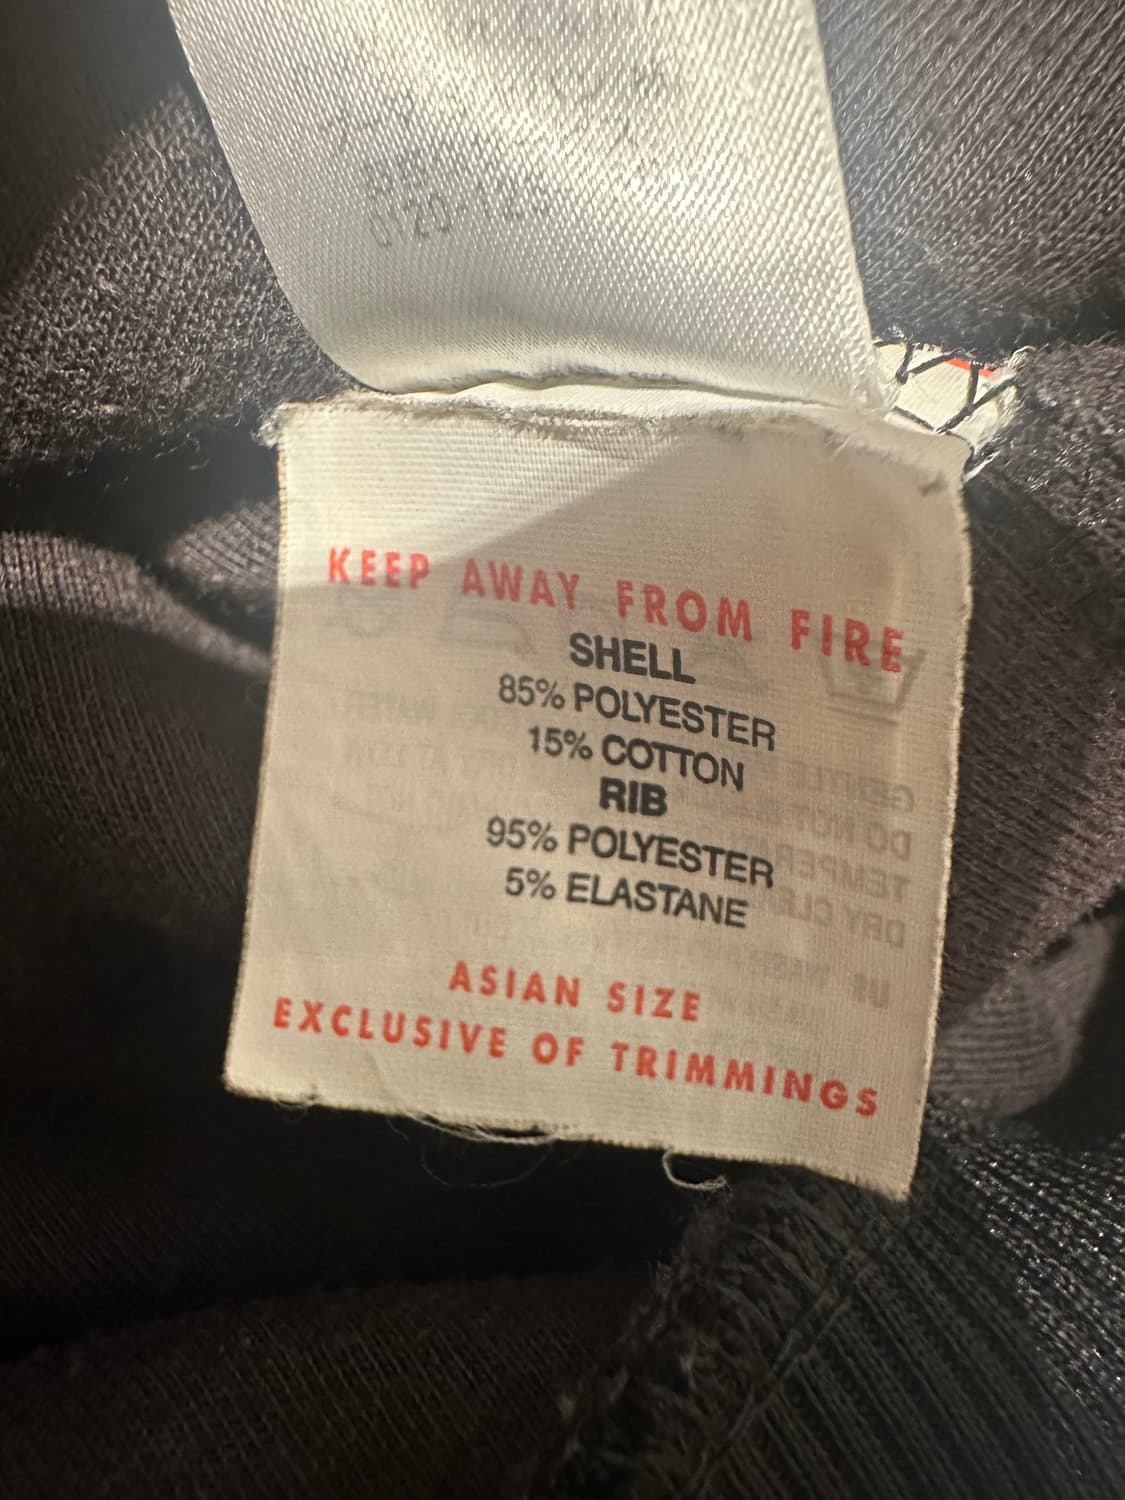 KEEP AWAY FROM FIRE
SHELL
85% POLYESTER
15% COTTON
RIB
95% POLYESTER
5% ELASTANE
ASIAN SIZE
EXCLUSIVE OF TRIMMINGS